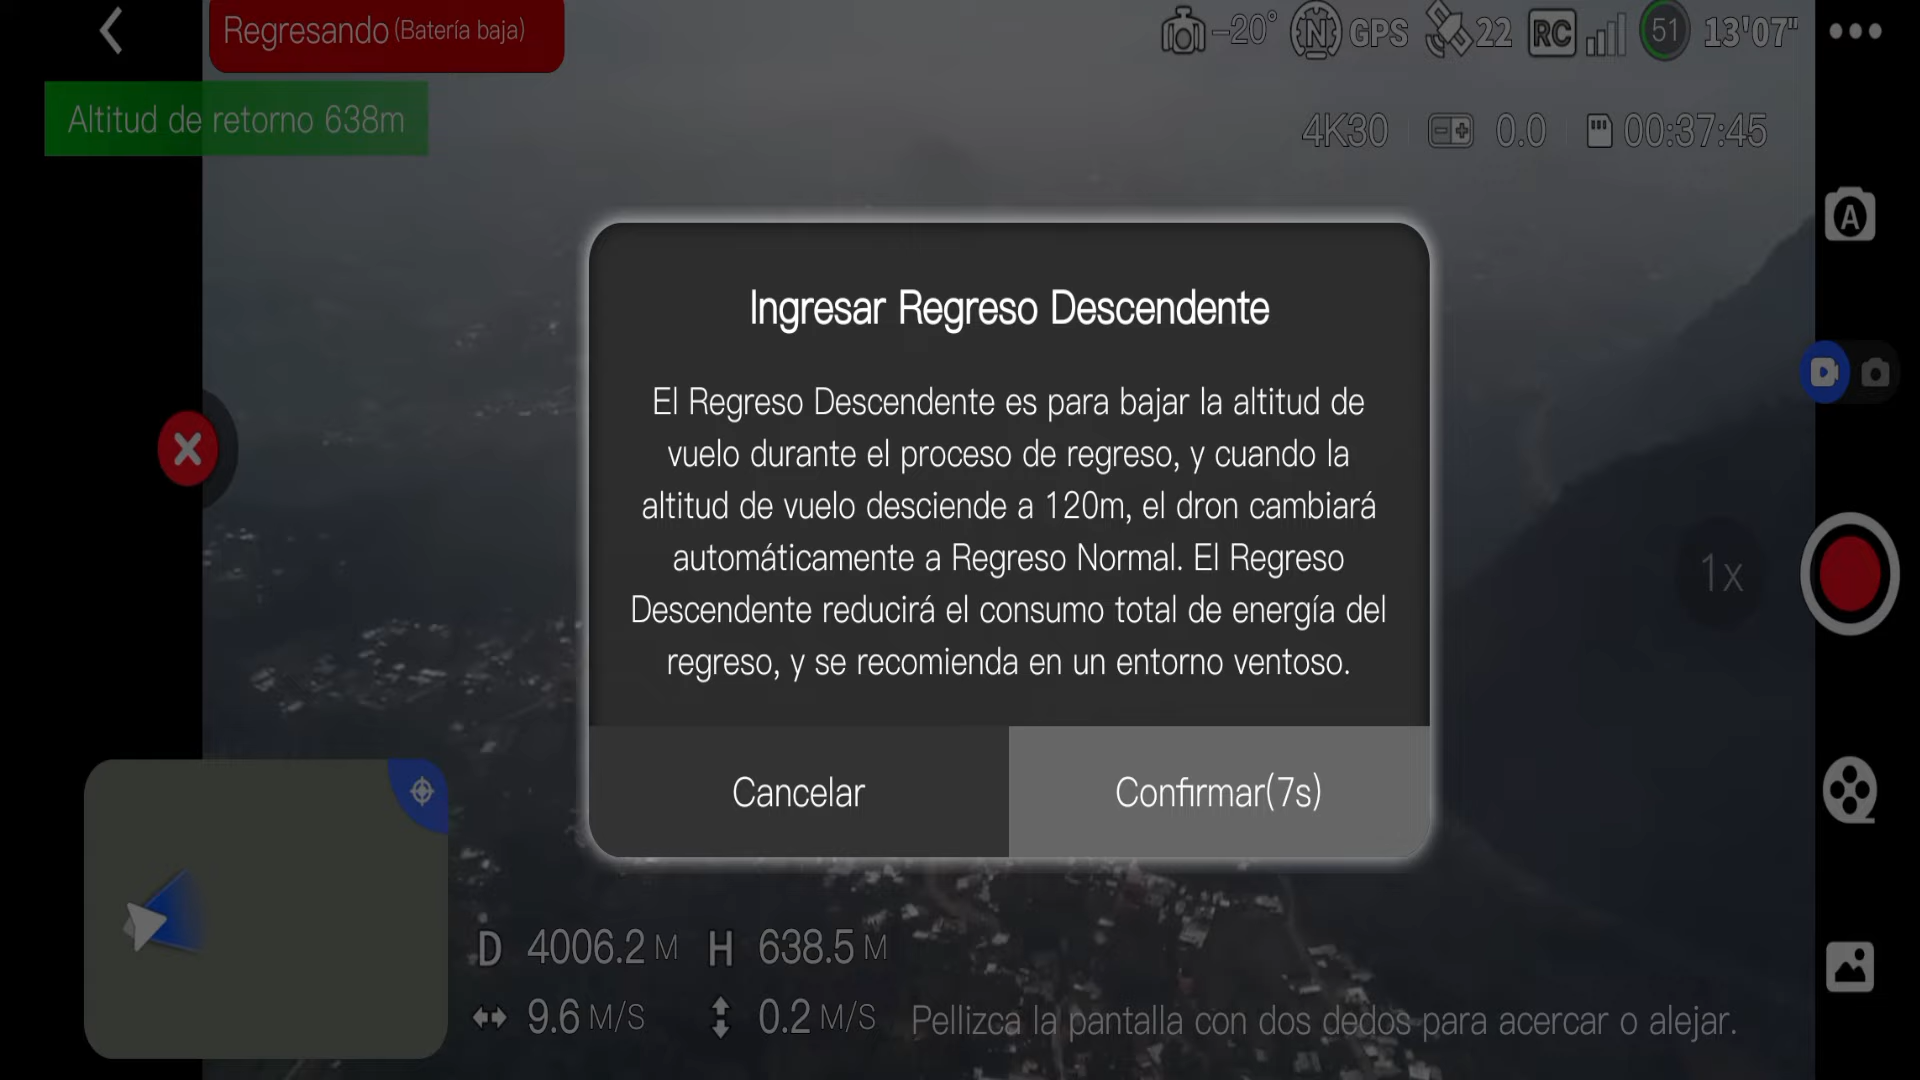 Regresando (Batería baja)
-20° N GPS 22 RC 51 13'07"
Altitud de retorno 638m
4K30 0.0 00:37:45
A
Ingresar Regreso Descendente
El Regreso Descendente es para bajar la altitud de
vuelo durante el proceso de regreso, y cuando la
altitud de vuelo desciende a 120m, el dron cambiará
automáticamente a Regreso Normal. El Regreso
Descendente reducirá el consumo total de energía del
regreso, y se recomienda en un entorno ventoso.
1x
Cancelar Confirmar(7s)
D 4006.2 M H 638.5 M
9.6 M/S 0.2 M/S
Pellizca la pantalla con dos dedos para acercar o alejar.